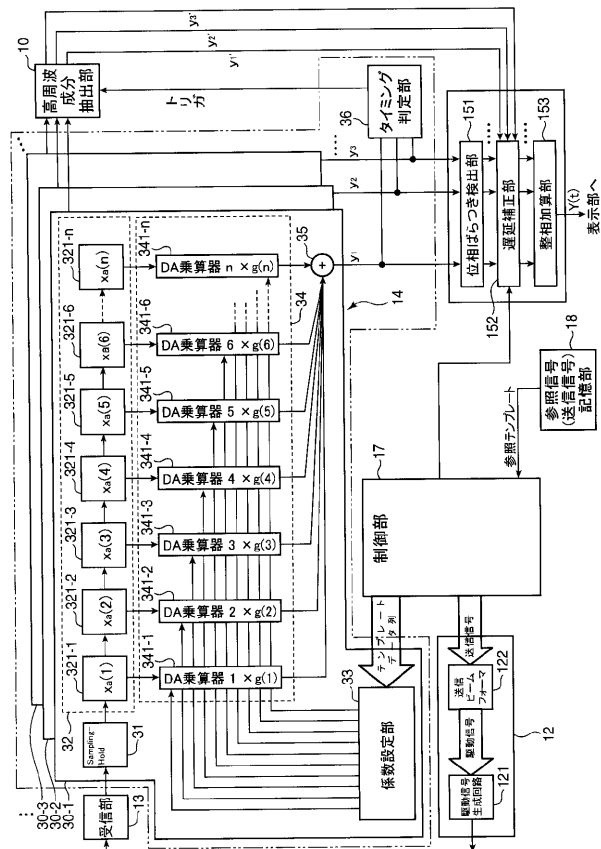 10
高周波
成分
抽出部
y₃'
y₂'
y₁'
トリガ
36
タイミング
判定部
y₃
y₂
y₁
151
位相ばらつき検出部
152
遅延補正部
153
整相加算部
Y(t)
表示部へ
321-1
xa(1)
321-2
xa(2)
321-3
xa(3)
321-4
xa(4)
321-5
xa(5)
321-6
xa(6)
321-n
xa(n)
341-1
DA乗算器 1 × g(1)
341-2
DA乗算器 2 × g(2)
341-3
DA乗算器 3 × g(3)
341-4
DA乗算器 4 × g(4)
341-5
DA乗算器 5 × g(5)
341-6
DA乗算器 6 × g(6)
341-n
DA乗算器 n × g(n)
34
35
+
14
30-3
30-2
30-1
32
31
Sampling-
Hold
13
受信部
33
係数設定部
テンプレート
データ列
17
制御部
参照テンプレート
18
参照信号
(送信信号)
記憶部
送信信号
122
送信
ビーム
フォーマ
駆動信号
12
121
駆動信号
生成回路